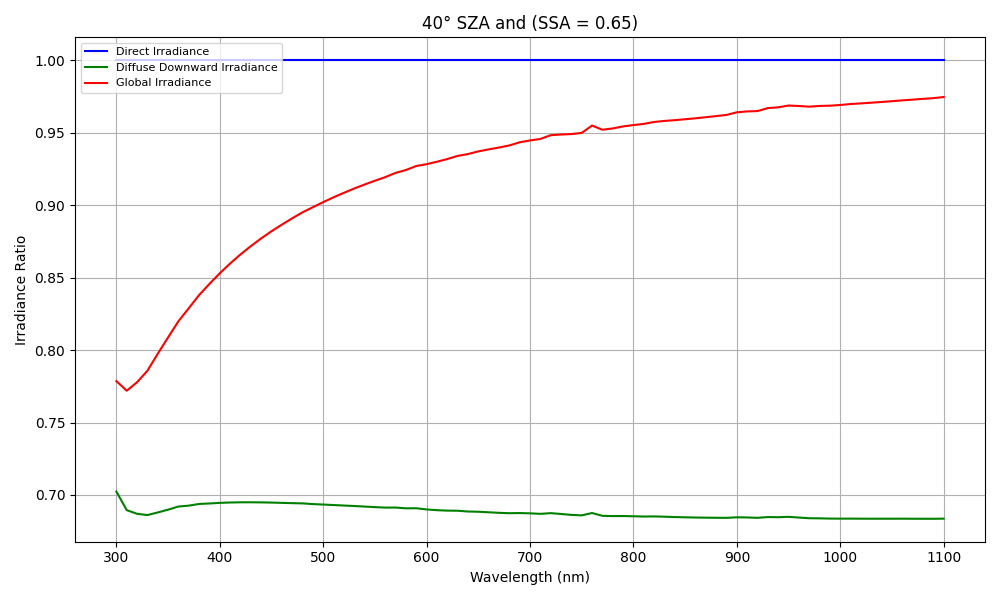 40° SZA and (SSA = 0.65)
Direct Irradiance
Diffuse Downward Irradiance
Global Irradiance
Irradiance Ratio
1.00
0.95
0.90
0.85
0.80
0.75
0.70
300 400 500 600 700 800 900 1000 1100
Wavelength (nm)